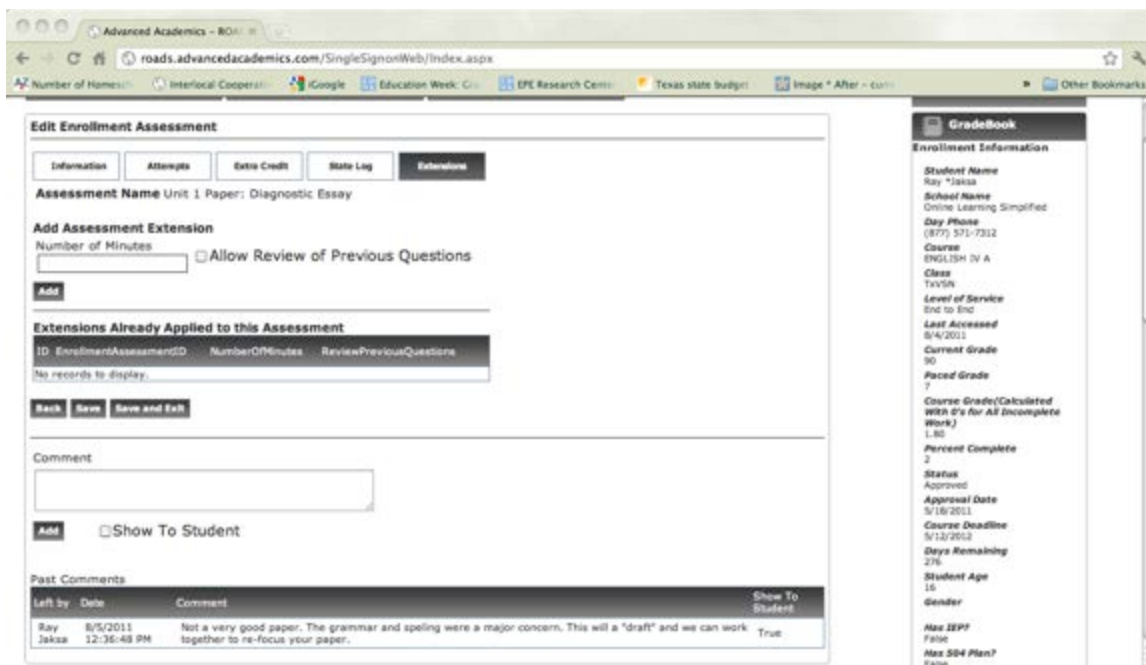 Advanced Academics - ROA
roads.advancedacademics.com/SingleSignonWeb/Index.aspx
Number of Homesch
Interlocal Cooperati
iGoogle
Education Week:
EPE Research Cente
Texas state budget
Image * After -
»
Other Bookmarks
Edit Enrollment Assessment
Information
Attempts
Extra Credit
State Log
Extensions
Assessment Name Unit 1 Paper: Diagnostic Essay
Add Assessment Extension
Number of Minutes
Allow Review of Previous Questions
Add
Extensions Already Applied to this Assessment
ID EnrollmentAssessmentID NumberOfMinutes ReviewPreviousQuestions
No records to display.
Back Save Save and Exit
Comment
Add
Show To Student
Past Comments
Left by Date Comment Show To Student
Ray Jaksa 8/5/2011 12:36:48 PM
Not a very good paper. The grammar and speling were a major concern. This will a "draft" and we can work
together to re-focus your paper.
True
GradeBook
Enrollment Information
Student Name
Ray *Jaksa
School Name
Online Learning Simplified
Day Phone
(877) 571-7312
Course
ENGLISH IV A
Class
TxVSN
Level of Service
End to End
Last Accessed
8/4/2011
Current Grade
90
Paced Grade
7
Course Grade(Calculated
With 0's for All Incomplete
Work)
1.80
Percent Complete
2
Status
Approved
Approval Date
5/18/2011
Course Deadline
5/12/2012
Days Remaining
276
Student Age
16
Gender
Has IEP?
False
Has 504 Plan?
False